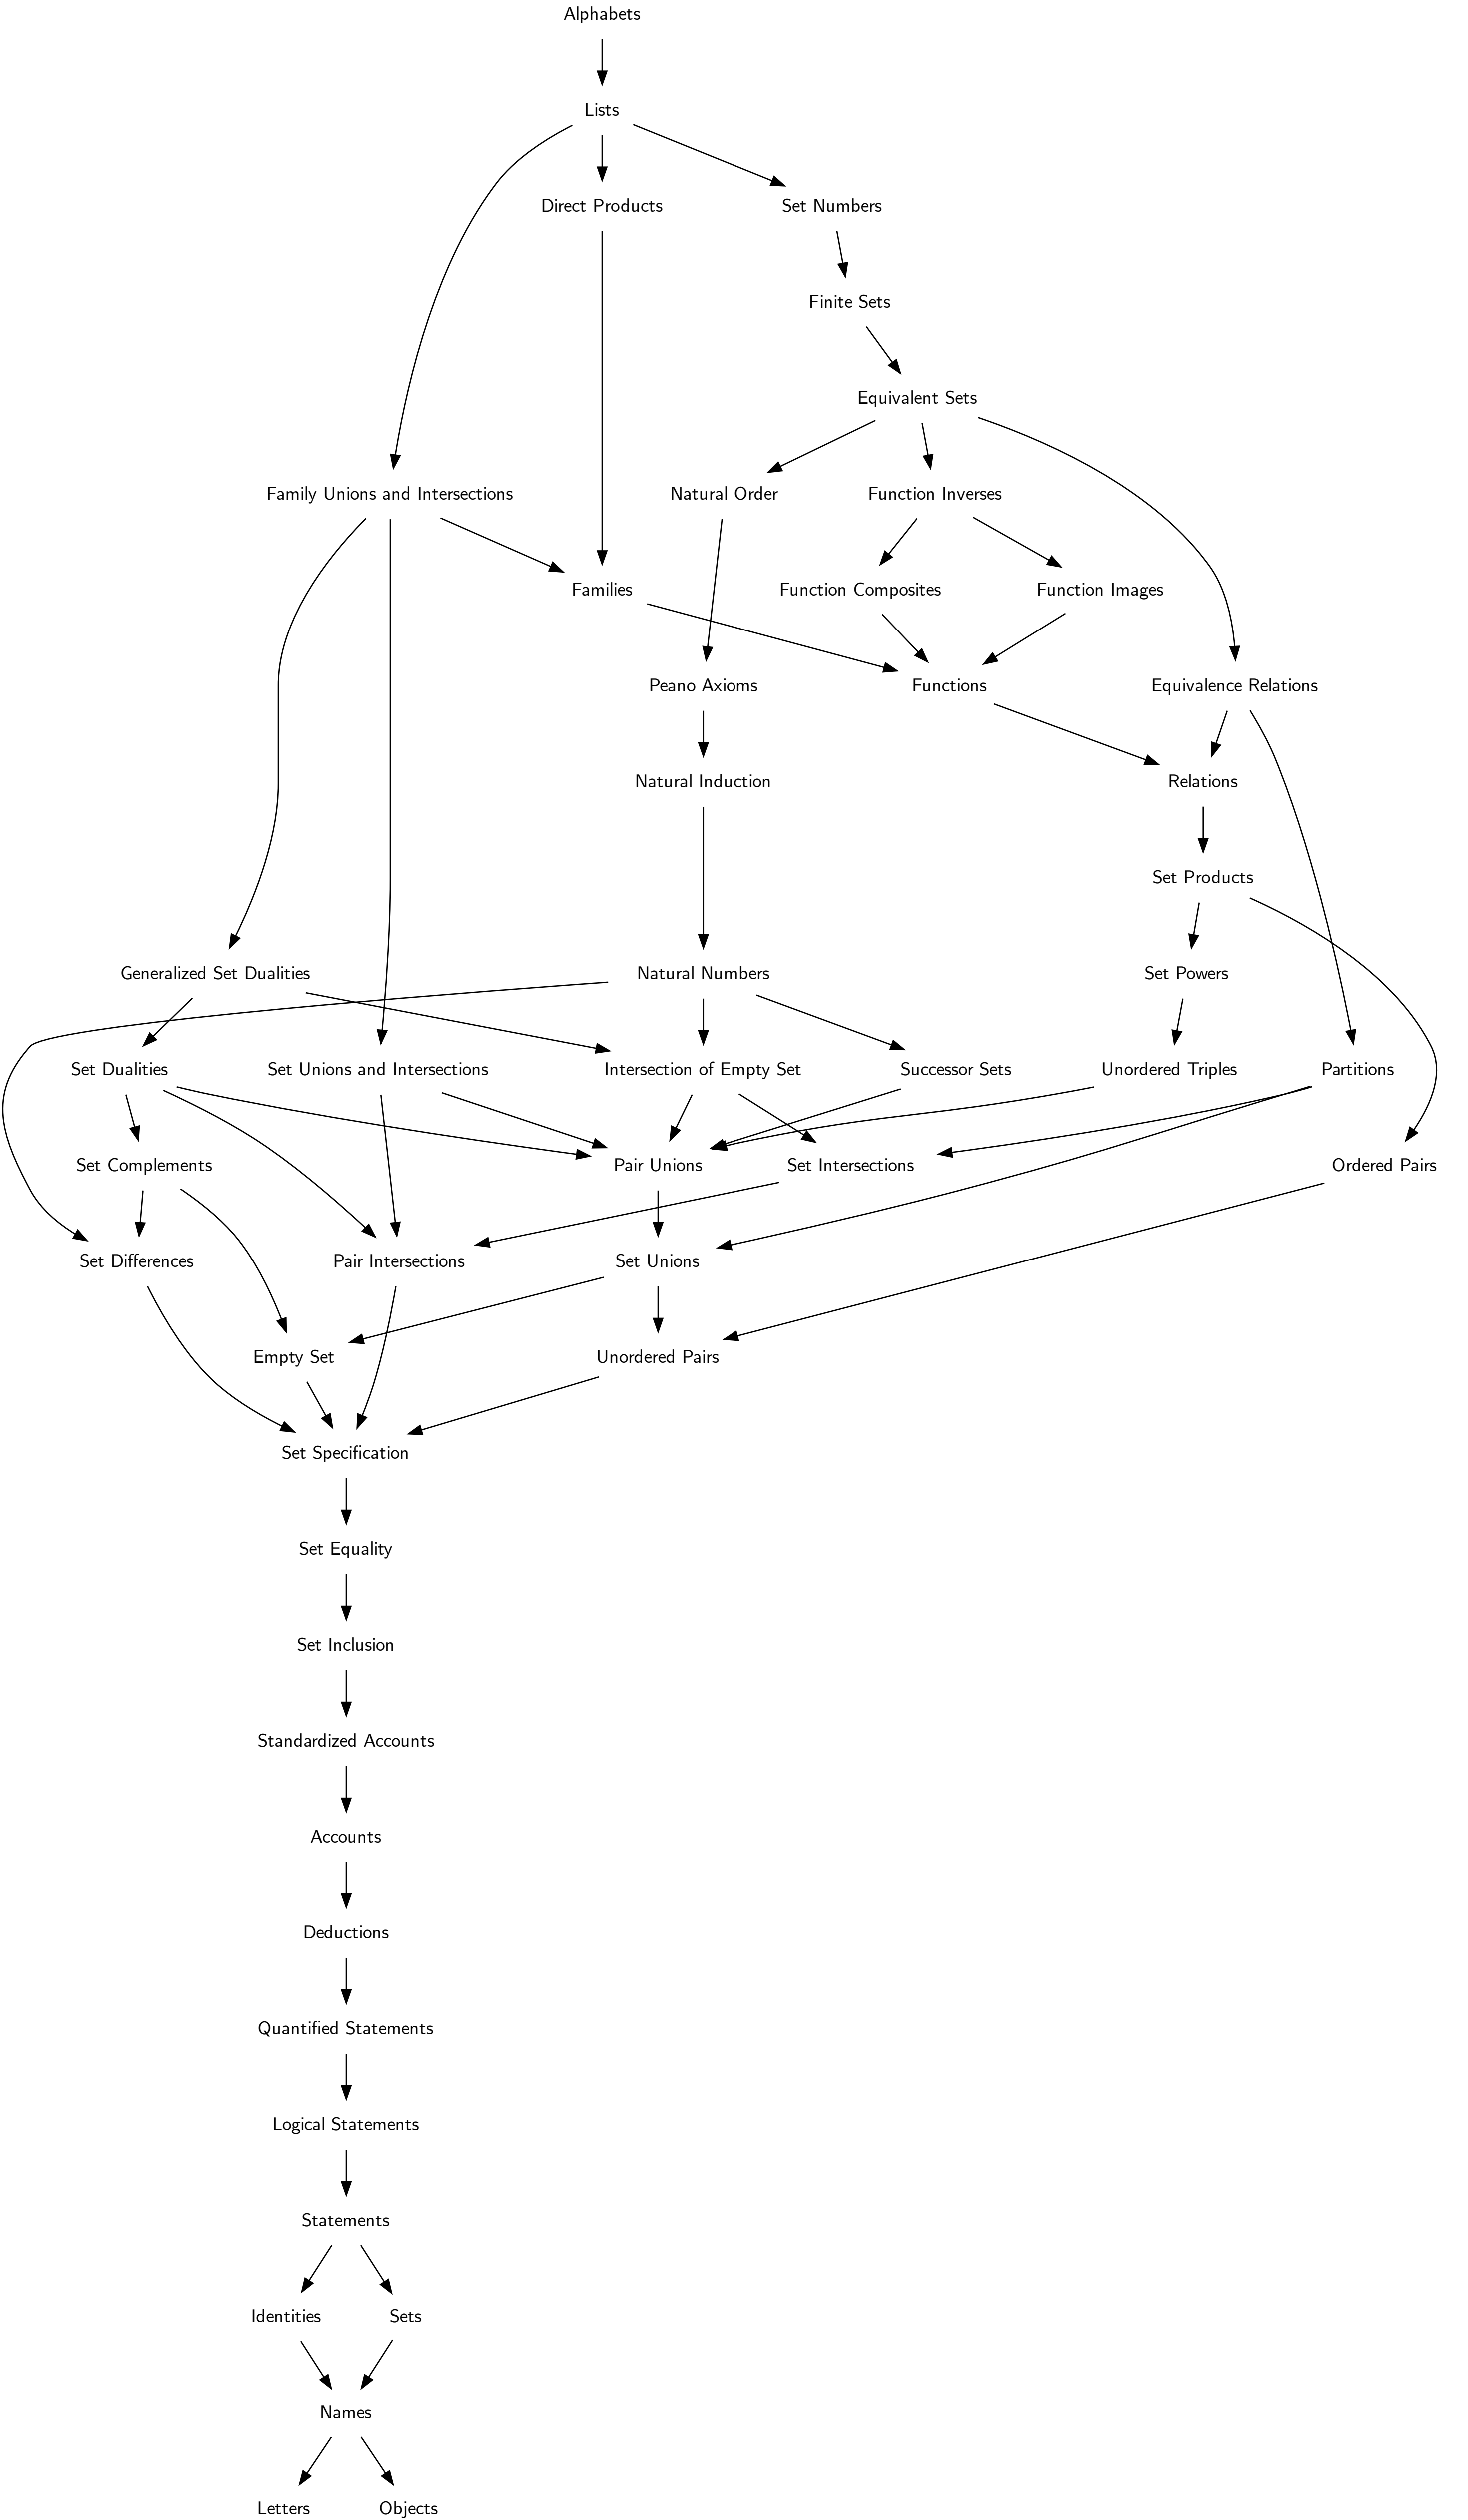 Alphabets
Lists
Direct Products
Set Numbers
Finite Sets
Equivalent Sets
Family Unions and Intersections
Natural Order
Function Inverses
Families
Function Composites
Function Images
Peano Axioms
Functions
Equivalence Relations
Natural Induction
Relations
Set Products
Generalized Set Dualities
Natural Numbers
Set Powers
Set Dualities
Set Unions and Intersections
Intersection of Empty Set
Successor Sets
Unordered Triples
Partitions
Set Complements
Pair Unions
Set Intersections
Ordered Pairs
Set Differences
Pair Intersections
Set Unions
Empty Set
Unordered Pairs
Set Specification
Set Equality
Set Inclusion
Standardized Accounts
Accounts
Deductions
Quantified Statements
Logical Statements
Statements
Identities
Sets
Names
Letters
Objects